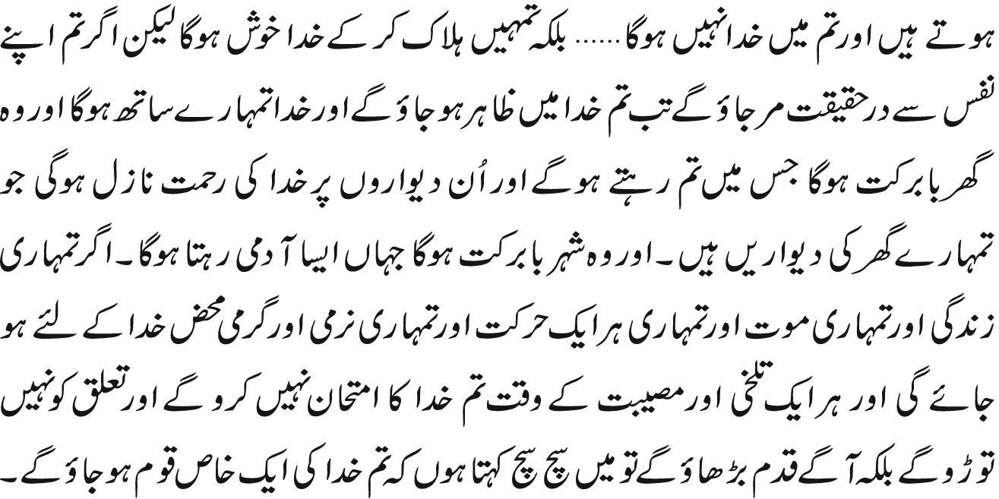 ہوتے ہیں اور تم میں خدا نہیں ہوگا...... بلکہ تمہیں ہلاک کر کے خدا خوش ہوگا لیکن اگر تم اپنے
نفس سے درحقیقت مر جاؤ گے تب تم خدا میں ظاہر ہو جاؤ گے اور خدا تمہارے ساتھ ہوگا اور وہ
گھر بابرکت ہوگا جس میں تم رہتے ہو گے اور اُن دیواروں پر خدا کی رحمت نازل ہوگی جو
تمہارے گھر کی دیواریں ہیں۔ اور وہ شہر بابرکت ہوگا جہاں ایسا آدمی رہتا ہوگا۔ اگر تمہاری
زندگی اور تمہاری موت اور تمہاری ہر ایک حرکت اور تمہاری نرمی اور گرمی محض خدا کے لئے ہو
جائے گی اور ہر ایک تلخی اور مصیبت کے وقت تم خدا کا امتحان نہیں کرو گے اور تعلق کو نہیں
توڑو گے بلکہ آگے قدم بڑھاؤ گے تو میں سچ سچ کہتا ہوں کہ تم خدا کی ایک خاص قوم ہو جاؤ گے۔